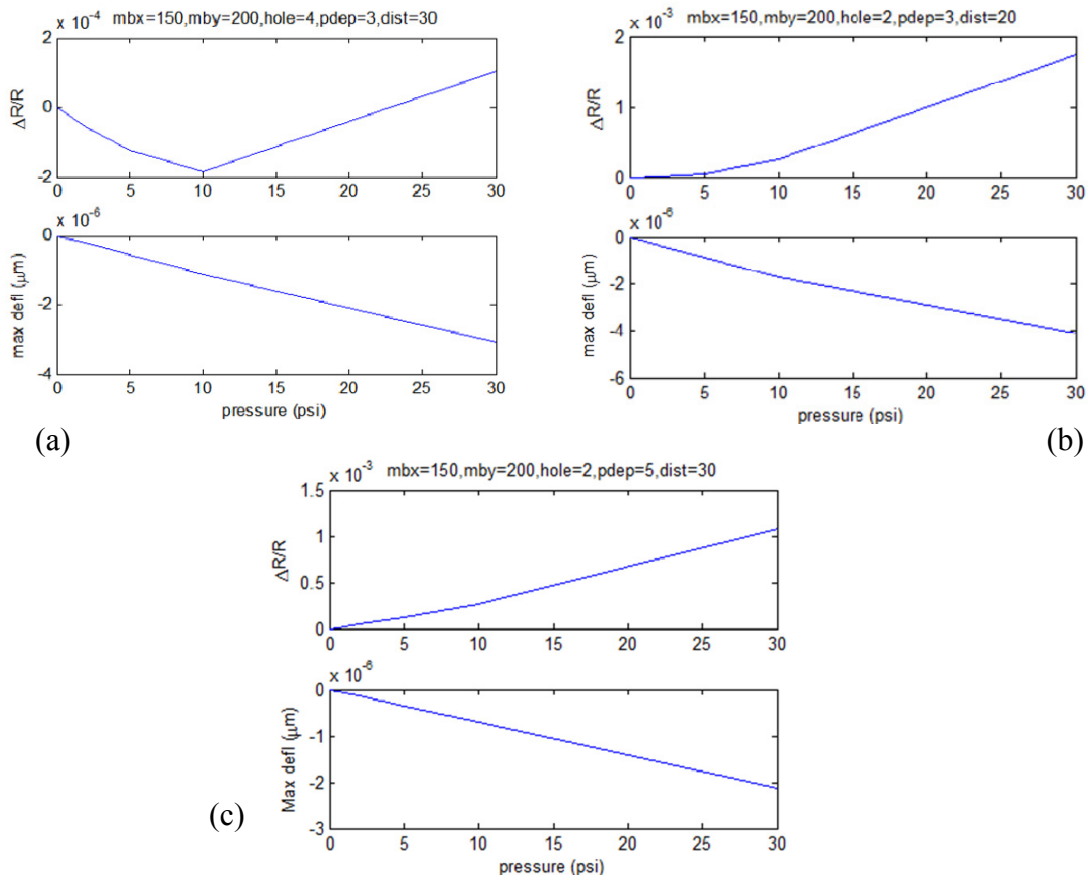 mbx=150,mby=200,hole=4,pdep=3,dist=30
x 10⁻⁴
2
0
-2
ΔR/R
0 5 10 15 20 25 30
x 10⁻⁶
0
-2
-4
max defl (μm)
0 5 10 15 20 25 30
pressure (psi)
(a)
mbx=150,mby=200,hole=2,pdep=3,dist=20
x 10⁻³
2
1
0
ΔR/R
0 5 10 15 20 25 30
x 10⁻⁶
0
-2
-4
-6
max defl (μm)
0 5 10 15 20 25 30
pressure (psi)
(b)
mbx=150,mby=200,hole=2,pdep=5,dist=30
x 10⁻³
1.5
1
0.5
0
ΔR/R
0 5 10 15 20 25 30
x 10⁻⁶
0
-1
-2
-3
Max defl (μm)
0 5 10 15 20 25 30
pressure (psi)
(c)